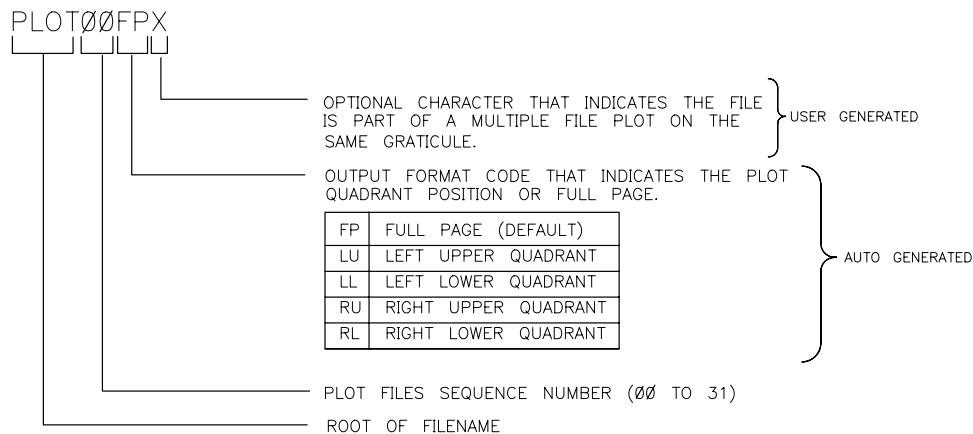 PLOTØØFPX
OPTIONAL CHARACTER THAT INDICATES THE FILE
IS PART OF A MULTIPLE FILE PLOT ON THE
SAME GRATICULE.
USER GENERATED
OUTPUT FORMAT CODE THAT INDICATES THE PLOT
QUADRANT POSITION OR FULL PAGE.
FP FULL PAGE (DEFAULT)
LU LEFT UPPER QUADRANT
LL LEFT LOWER QUADRANT
RU RIGHT UPPER QUADRANT
RL RIGHT LOWER QUADRANT
AUTO GENERATED
PLOT FILES SEQUENCE NUMBER (ØØ TO 31)
ROOT OF FILENAME